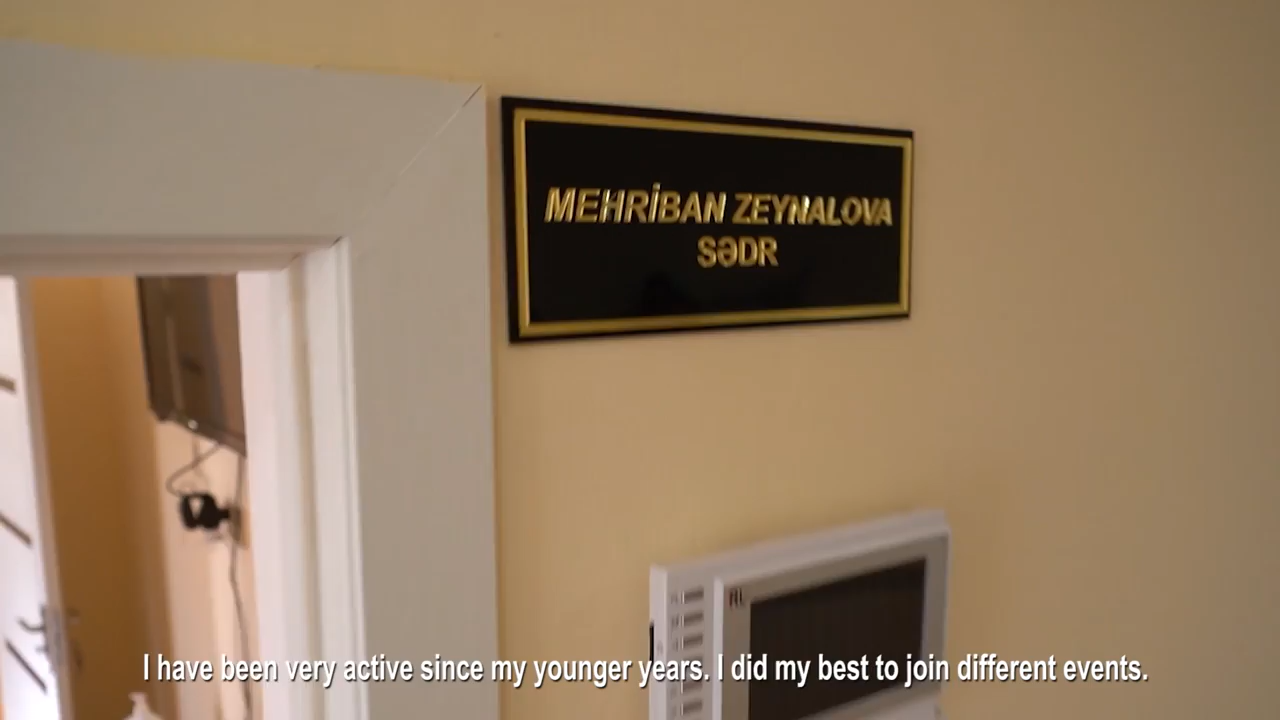 MEHRİBAN ZEYNALOVA
SƏDR
RL
I have been very active since my younger years. I did my best to join different events.